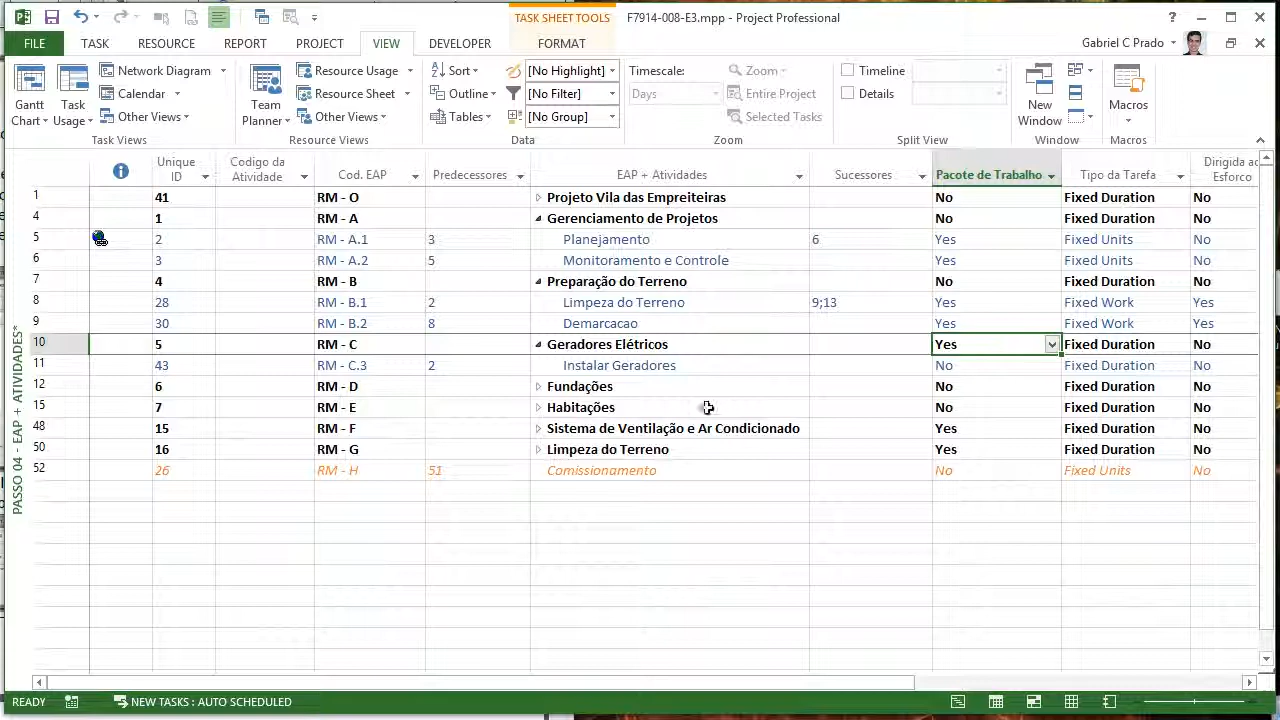 TASK SHEET TOOLS F7914-008-E3.mpp - Project Professional
FILE TASK RESOURCE REPORT PROJECT VIEW DEVELOPER FORMAT Gabriel C Prado
Gantt Chart Task Usage Network Diagram Calendar Other Views
Task Views
Team Planner Resource Usage Resource Sheet Other Views
Resource Views
Sort Outline Tables [No Highlight] [No Filter] [No Group]
Data
Timescale: Days Zoom Entire Project Selected Tasks
Zoom
Timeline Details
Split View
New Window
Window
Macros
Macros
Unique ID Codigo da Atividade Cod. EAP Predecessores EAP + Atividades Sucessores Pacote de Trabalho Tipo da Tarefa Dirigida ao Esforco
1 41 RM - O Projeto Vila das Empreiteiras No Fixed Duration No
4 1 RM - A Gerenciamento de Projetos No Fixed Duration No
5 2 RM - A.1 3 Planejamento 6 Yes Fixed Units No
6 3 RM - A.2 5 Monitoramento e Controle Yes Fixed Units No
7 4 RM - B Preparação do Terreno No Fixed Duration No
8 28 RM - B.1 2 Limpeza do Terreno 9;13 Yes Fixed Work Yes
9 30 RM - B.2 8 Demarcacao Yes Fixed Work Yes
10 5 RM - C Geradores Elétricos Yes Fixed Duration No
11 43 RM - C.3 2 Instalar Geradores No Fixed Duration No
12 6 RM - D Fundações No Fixed Duration No
15 7 RM - E Habitações No Fixed Duration No
48 15 RM - F Sistema de Ventilação e Ar Condicionado Yes Fixed Duration No
50 16 RM - G Limpeza do Terreno Yes Fixed Duration No
52 26 RM - H 51 Comissionamento No Fixed Units No
PASSO 04 - EAP + ATIVIDADES*
READY NEW TASKS : AUTO SCHEDULED